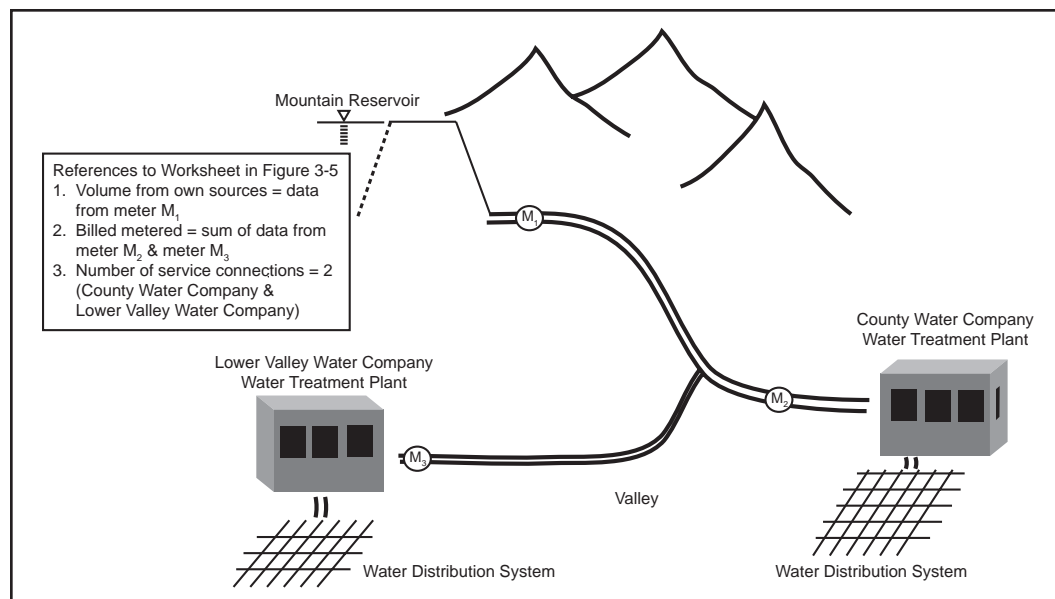 Mountain Reservoir
References to Worksheet in Figure 3-5
1. Volume from own sources = data
from meter M₁
2. Billed metered = sum of data from
meter M₂ & meter M₃
3. Number of service connections = 2
(County Water Company &
Lower Valley Water Company)
M₁
County Water Company
Water Treatment Plant
Lower Valley Water Company
Water Treatment Plant
M₂
M₃
Valley
Water Distribution System
Water Distribution System